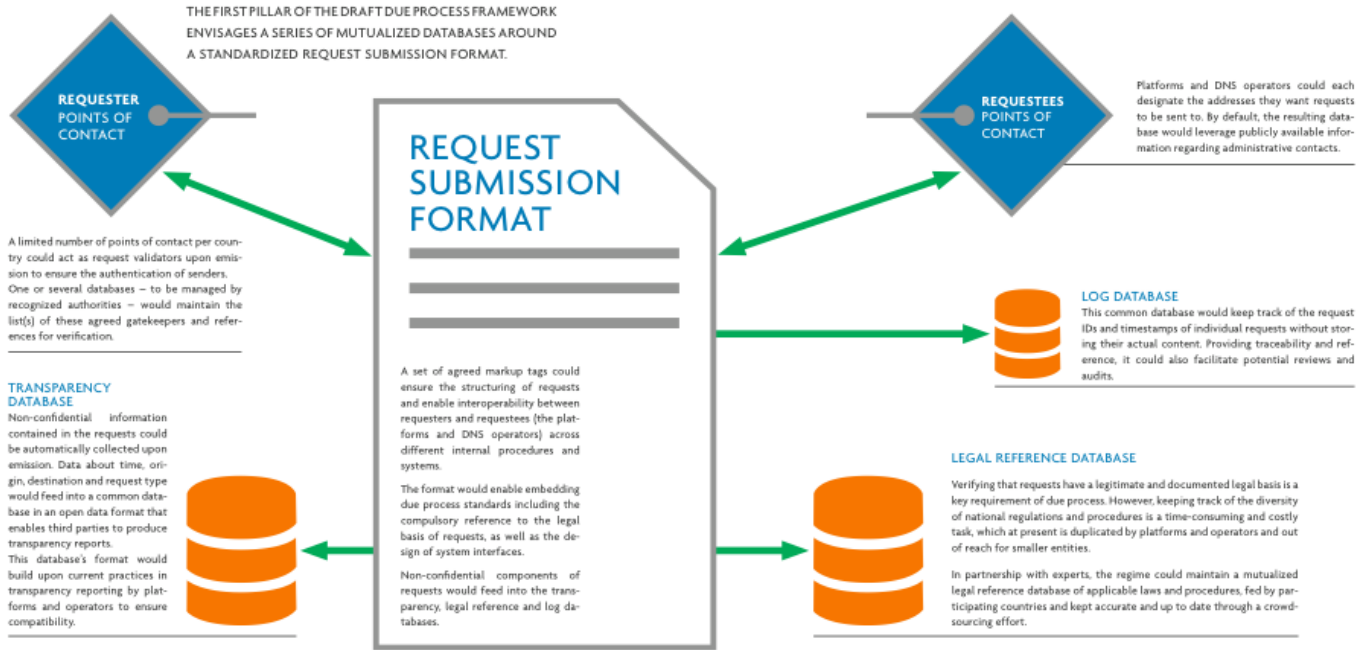 THE FIRST PILLAR OF THE DRAFT DUE PROCESS FRAMEWORK
ENVISAGES A SERIES OF MUTUALIZED DATABASES AROUND
A STANDARDIZED REQUEST SUBMISSION FORMAT.
REQUESTER
POINTS OF
CONTACT
A limited number of points of contact per coun-
try could act as request validators upon emis-
sion to ensure the authentication of senders.
One or several databases – to be managed by
recognized authorities – would maintain the
list(s) of these agreed gatekeepers and refer-
ences for verification.
TRANSPARENCY
DATABASE
Non-confidential information
contained in the requests could
be automatically collected upon
emission. Data about time, ori-
gin, destination and request type
would feed into a common data-
base in an open data format that
enables third parties to produce
transparency reports.
This database's format would
build upon current practices in
transparency reporting by plat-
forms and operators to ensure
compatibility.
REQUEST
SUBMISSION
FORMAT
A set of agreed markup tags could
ensure the structuring of requests
and enable interoperability between
requesters and requestees (the plat-
forms and DNS operators) across
different internal procedures and
systems.
The format would enable embedding
due process standards including the
compulsory reference to the legal
basis of requests, as well as the de-
sign of system interfaces.
Non-confidential components of
requests would feed into the trans-
parency, legal reference and log da-
tabases.
REQUESTEES
POINTS OF
CONTACT
Platforms and DNS operators could each
designate the addresses they want requests
to be sent to. By default, the resulting data-
base would leverage publicly available infor-
mation regarding administrative contacts.
LOG DATABASE
This common database would keep track of the request
IDs and timestamps of individual requests without stor-
ing their actual content. Providing traceability and ref-
erence, it could also facilitate potential reviews and
audits.
LEGAL REFERENCE DATABASE
Verifying that requests have a legitimate and documented legal basis is a
key requirement of due process. However, keeping track of the diversity
of national regulations and procedures is a time-consuming and costly
task, which at present is duplicated by platforms and operators and out
of reach for smaller entities.
In partnership with experts, the regime could maintain a mutualized
legal reference database of applicable laws and procedures, fed by par-
ticipating countries and kept accurate and up to date through a crowd-
sourcing effort.